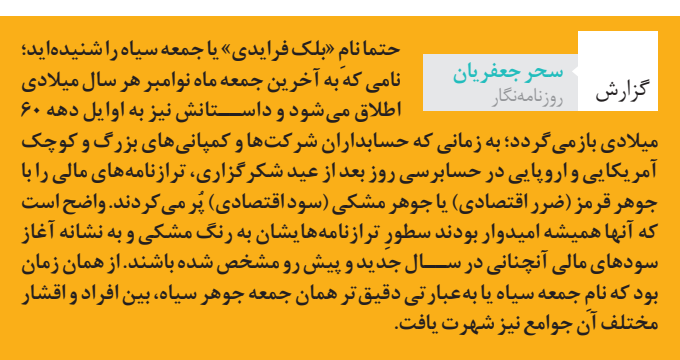 گزارش
سحر جعفریان
روزنامه‌نگار
حتما نامِ «بلک فرایدی» یا جمعه سیاه را شنیده‌اید؛
نامی که به آخرین جمعه ماه نوامبر هر سال میلادی
اطلاق می‌شود و داستانش نیز به اوایل دهه ۶۰
میلادی بازمی‌گردد؛ به زمانی که حسابداران شرکت‌ها و کمپانی‌های بزرگ و کوچک
آمریکایی و اروپایی در حسابرسی روز بعد از عید شکرگزاری، ترازنامه‌های مالی را با
جوهر قرمز (ضرر اقتصادی) یا جوهر مشکی (سود اقتصادی) پُر می‌کردند. واضح است
که آنها همیشه امیدوار بودند سطورِ ترازنامه‌هایشان به رنگ مشکی و به نشانه آغاز
سودهای مالی آنچنانی در سال جدید و پیش رو مشخص شده باشند. از همان زمان
بود که نامِ جمعه سیاه یا به‌عبارتی دقیق‌تر همان جمعه جوهر سیاه، بین افراد و اقشار
مختلف آن جوامع نیز شهرت یافت.